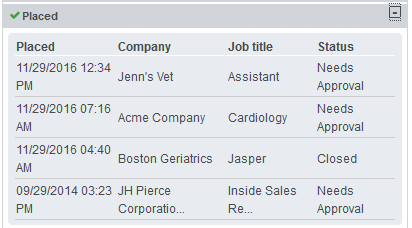 Placed
Placed Company Job title Status
11/29/2016 12:34 PM Jenn's Vet Assistant Needs Approval
11/29/2016 07:16 AM Acme Company Cardiology Needs Approval
11/29/2016 04:40 AM Boston Geriatrics Jasper Closed
09/29/2014 03:23 PM JH Pierce Corporatio... Inside Sales Re... Needs Approval